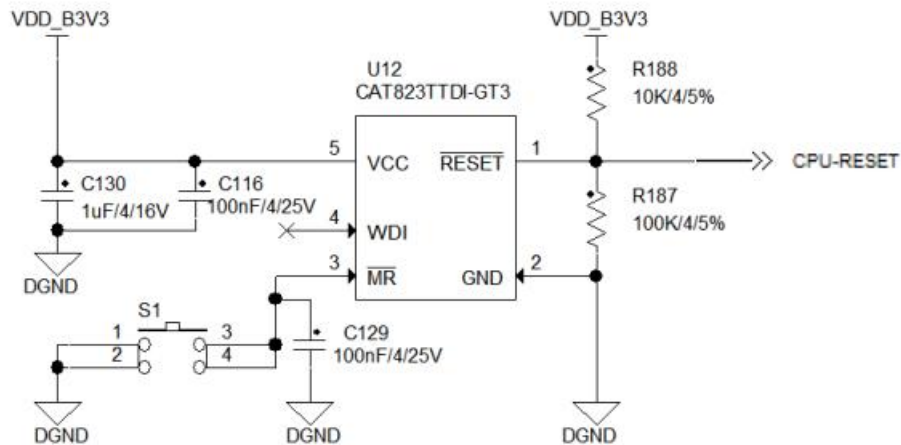 VDD_B3V3
VDD_B3V3
U12
CAT823TTDI-GT3
R188
10K/4/5%
5
VCC
RESET
1
CPU-RESET
C130
1uF/4/16V
C116
100nF/4/25V
4
WDI
R187
100K/4/5%
3
MR
GND
2
DGND
S1
1
2
3
4
C129
100nF/4/25V
DGND
DGND
DGND